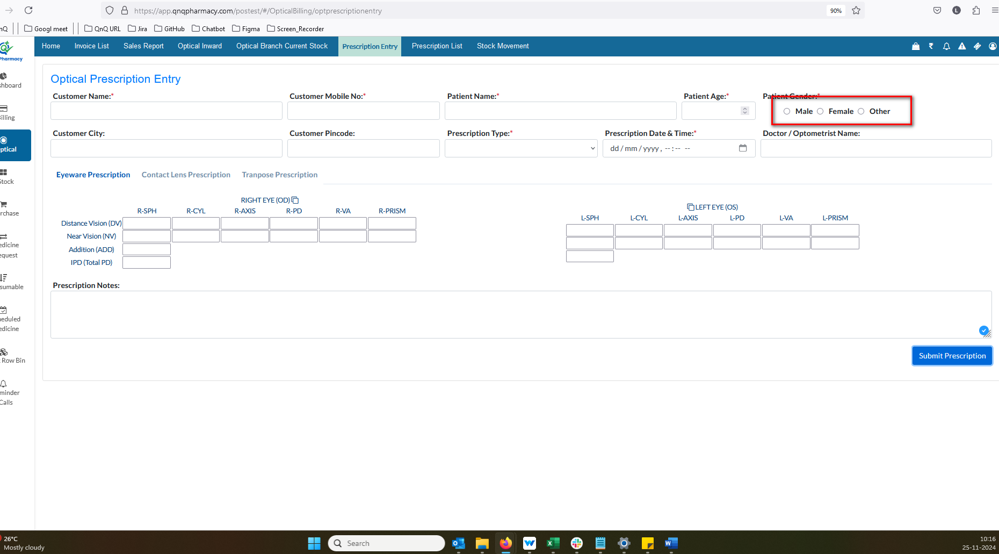 https://app.qnqpharmacy.com/postest/#/OpticalBilling/optprescriptionentry
90%
L
nQ
Googl meet
QnQ URL
Jira
GitHub
Chatbot
Figma
Screen_Recorder
Pharmacy
Home
Invoice List
Sales Report
Optical Inward
Optical Branch Current Stock
Prescription Entry
Prescription List
Stock Movement
shboard
Billing
ptical
Stock
rchase
edicine
equest
sumable
heduled
edicine
Row Bin
minder
Calls
Optical Prescription Entry
Customer Name:*
Customer Mobile No:*
Patient Name:*
Patient Age:*
Patient Gender:*
Male
Female
Other
Customer City:
Customer Pincode:
Prescription Type:*
Prescription Date & Time:*
Doctor / Optometrist Name:
dd / mm / yyyy , -- : -- --
Eyeware Prescription
Contact Lens Prescription
Tranpose Prescription
RIGHT EYE (OD)
R-SPH
R-CYL
R-AXIS
R-PD
R-VA
R-PRISM
Distance Vision (DV)
Near Vision (NV)
Addition (ADD)
IPD (Total PD)
LEFT EYE (OS)
L-SPH
L-CYL
L-AXIS
L-PD
L-VA
L-PRISM
Prescription Notes:
Submit Prescription
26°C
Mostly cloudy
Search
10:16
25-11-2024